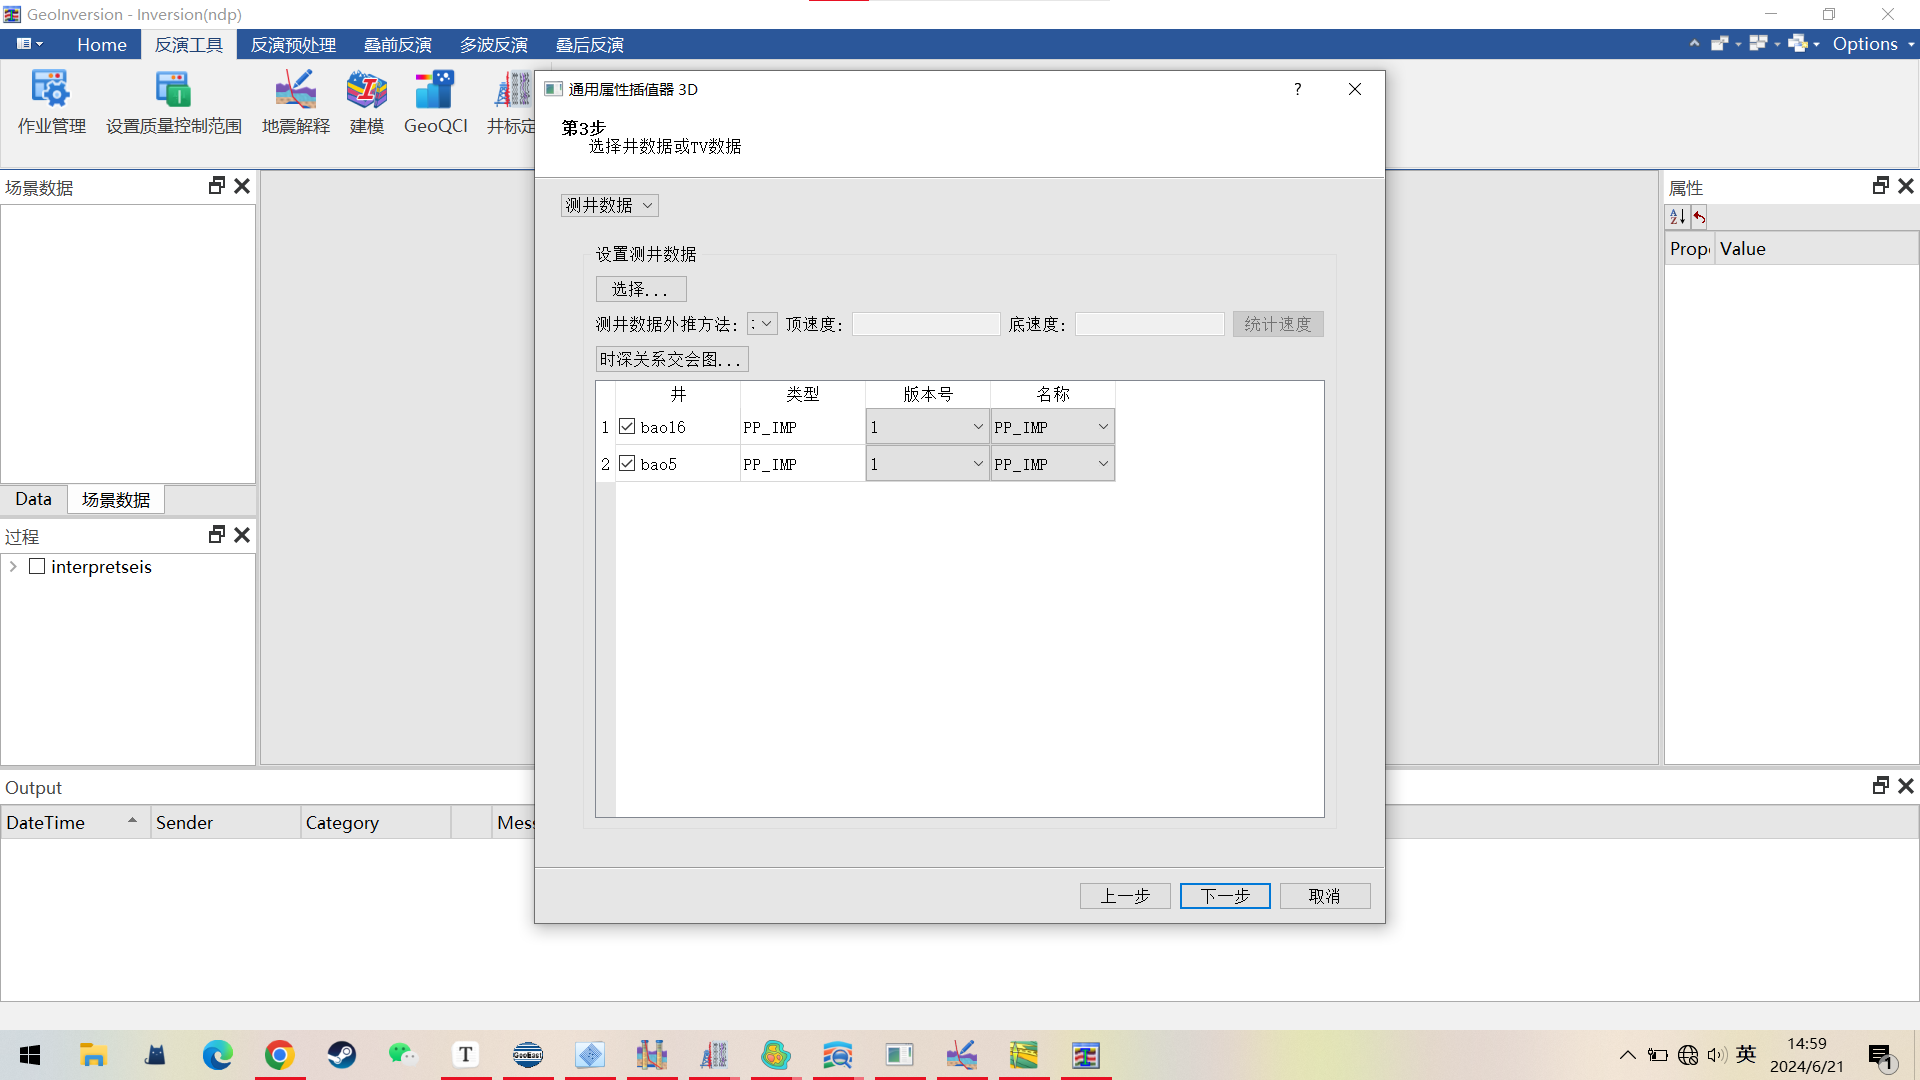 GeoInversion - Inversion(ndp)
Home
反演工具
反演预处理
叠前反演
多波反演
叠后反演
Options
作业管理
设置质量控制范围
地震解释
建模
GeoQCI
井标定
通用属性插值器 3D
?
第3步
选择井数据或TV数据
场景数据
属性
测井数据
Prop
Value
设置测井数据
选择...
测井数据外推方法:
顶速度:
底速度:
统计速度
时深关系交会图...
井 类型 版本号 名称
1 bao16 PP_IMP 1 PP_IMP
2 bao5 PP_IMP 1 PP_IMP
Data
场景数据
过程
interpretseis
Output
DateTime
Sender
Category
Mess
上一步
下一步
取消
T
GeoEast
英
14:59
2024/6/21
1